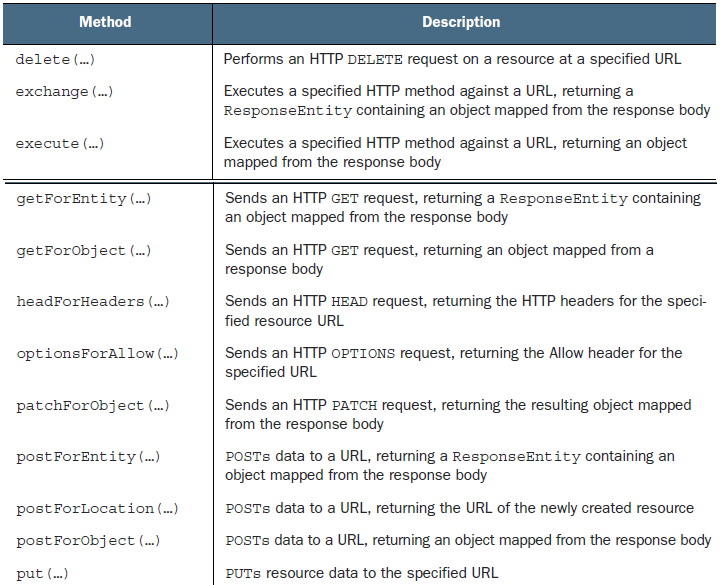 Method Description
delete(…) Performs an HTTP DELETE request on a resource at a specified URL
exchange(…) Executes a specified HTTP method against a URL, returning a
ResponseEntity containing an object mapped from the response body
execute(…) Executes a specified HTTP method against a URL, returning an object
mapped from the response body
getForEntity(…) Sends an HTTP GET request, returning a ResponseEntity containing
an object mapped from the response body
getForObject(…) Sends an HTTP GET request, returning an object mapped from a
response body
headForHeaders(…) Sends an HTTP HEAD request, returning the HTTP headers for the speci-
fied resource URL
optionsForAllow(…) Sends an HTTP OPTIONS request, returning the Allow header for the
specified URL
patchForObject(…) Sends an HTTP PATCH request, returning the resulting object mapped
from the response body
postForEntity(…) POSTs data to a URL, returning a ResponseEntity containing an
object mapped from the response body
postForLocation(…) POSTs data to a URL, returning the URL of the newly created resource
postForObject(…) POSTs data to a URL, returning an object mapped from the response body
put(…) PUTs resource data to the specified URL